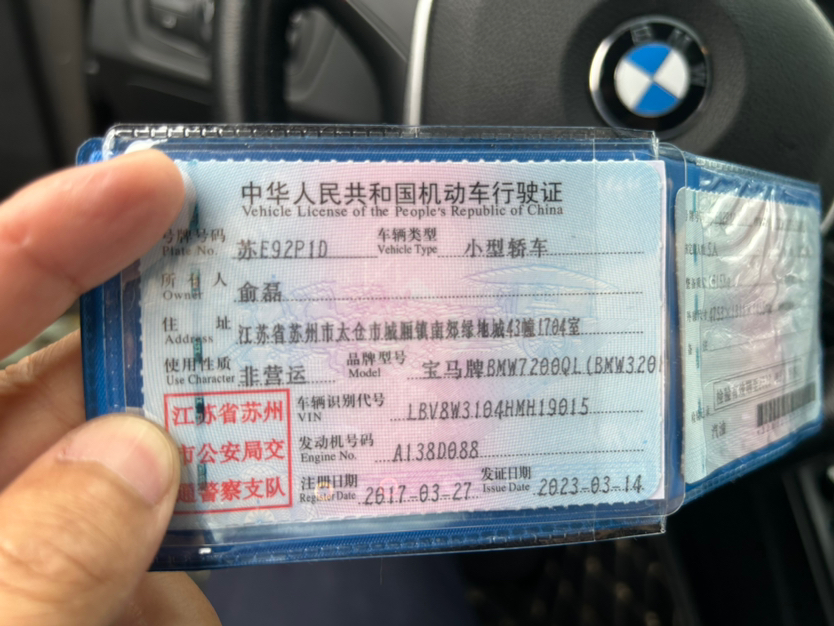 BMW
中华人民共和国机动车行驶证
Vehicle License of the People's Republic of China
号牌号码 Plate No. 苏E92P1D 车辆类型 Vehicle Type 小型轿车
所有人 Owner 俞磊
住址 Address 江苏省苏州市太仓市城厢镇南郊绿地城43幢1704室
使用性质 Use Character 非营运 品牌型号 Model 宝马牌BMW7200QL(BMW320
江苏省苏州
市公安局交
通警察支队
车辆识别代号 VIN LBV8W3104HMH19015
发动机号码 Engine No. A138D088
注册日期 Register Date 2017-03-27 发证日期 Issue Date 2023-03-14
汽油